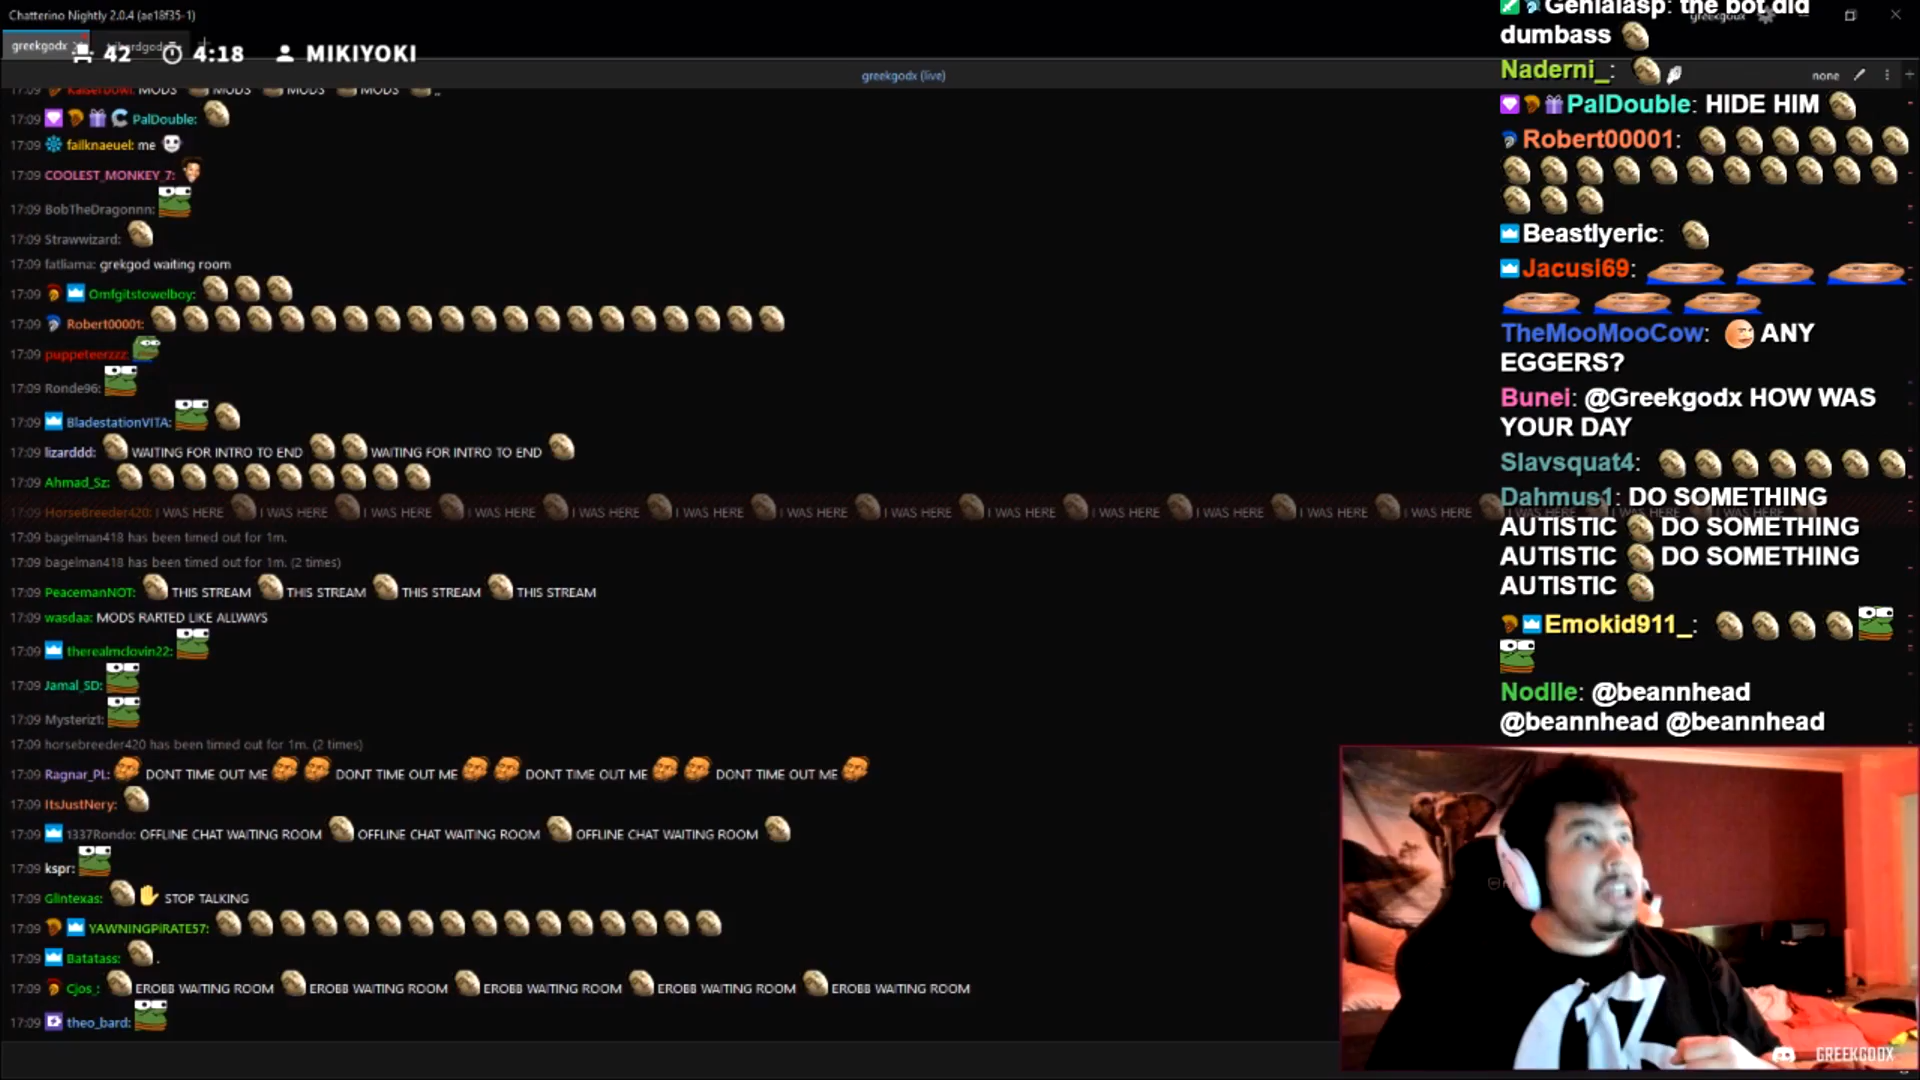 Chatterino Nightly 2.0.4 (ae18f35-1)
greekgodx
42 4:18 MIKIYOKI
greekgodx (live)
none
17:09 Kaiserbowl: MODS MODS MODS MODS ,,
17:09 PalDouble:
17:09 failknaeuel: me
17:09 COOLEST_MONKEY_7:
17:09 BobTheDragonnn:
17:09 Strawwizard:
17:09 fatliama: grekgod waiting room
17:09 Omfgitstowelboy:
17:09 Robert00001:
17:09 puppeteerzzz:
17:09 Ronde96:
17:09 BladestationVITA:
17:09 lizarddd: WAITING FOR INTRO TO END WAITING FOR INTRO TO END
17:09 Ahmad_Sz:
17:09 HorseBreeder420: I WAS HERE I WAS HERE I WAS HERE I WAS HERE I WAS HERE I WAS HERE I WAS HERE I WAS HERE I WAS HERE I WAS HERE I WAS HERE I WAS HERE I WAS HERE
17:09 bagelman418 has been timed out for 1m.
17:09 bagelman418 has been timed out for 1m. (2 times)
17:09 PeacemanNOT: THIS STREAM THIS STREAM THIS STREAM THIS STREAM
17:09 wasdaa: MODS RARTED LIKE ALLWAYS
17:09 therealmclovin22:
17:09 Jamal_SD:
17:09 Mysteriz1:
17:09 horsebreeder420 has been timed out for 1m. (2 times)
17:09 Ragnar_PL: DONT TIME OUT ME DONT TIME OUT ME DONT TIME OUT ME DONT TIME OUT ME
17:09 ItsJustNery:
17:09 1337Rondo: OFFLINE CHAT WAITING ROOM OFFLINE CHAT WAITING ROOM OFFLINE CHAT WAITING ROOM
17:09 kspr:
17:09 Glintexas: STOP TALKING
17:09 YAWNINGPiRATE57:
17:09 Batatass: .
17:09 Cjos_: EROBB WAITING ROOM EROBB WAITING ROOM EROBB WAITING ROOM EROBB WAITING ROOM EROBB WAITING ROOM
17:09 theo_bard:
Genialasp: the bot did
dumbass
Naderni_:
PalDouble: HIDE HIM
Robert00001:
Beastlyeric:
Jacusi69:
TheMooMooCow: ANY
EGGERS?
Bunei: @Greekgodx HOW WAS
YOUR DAY
Slavsquat4:
Dahmus1: DO SOMETHING
AUTISTIC DO SOMETHING
AUTISTIC DO SOMETHING
AUTISTIC
Emokid911_:
Nodlle: @beannhead
@beannhead @beannhead
GREEKGODX